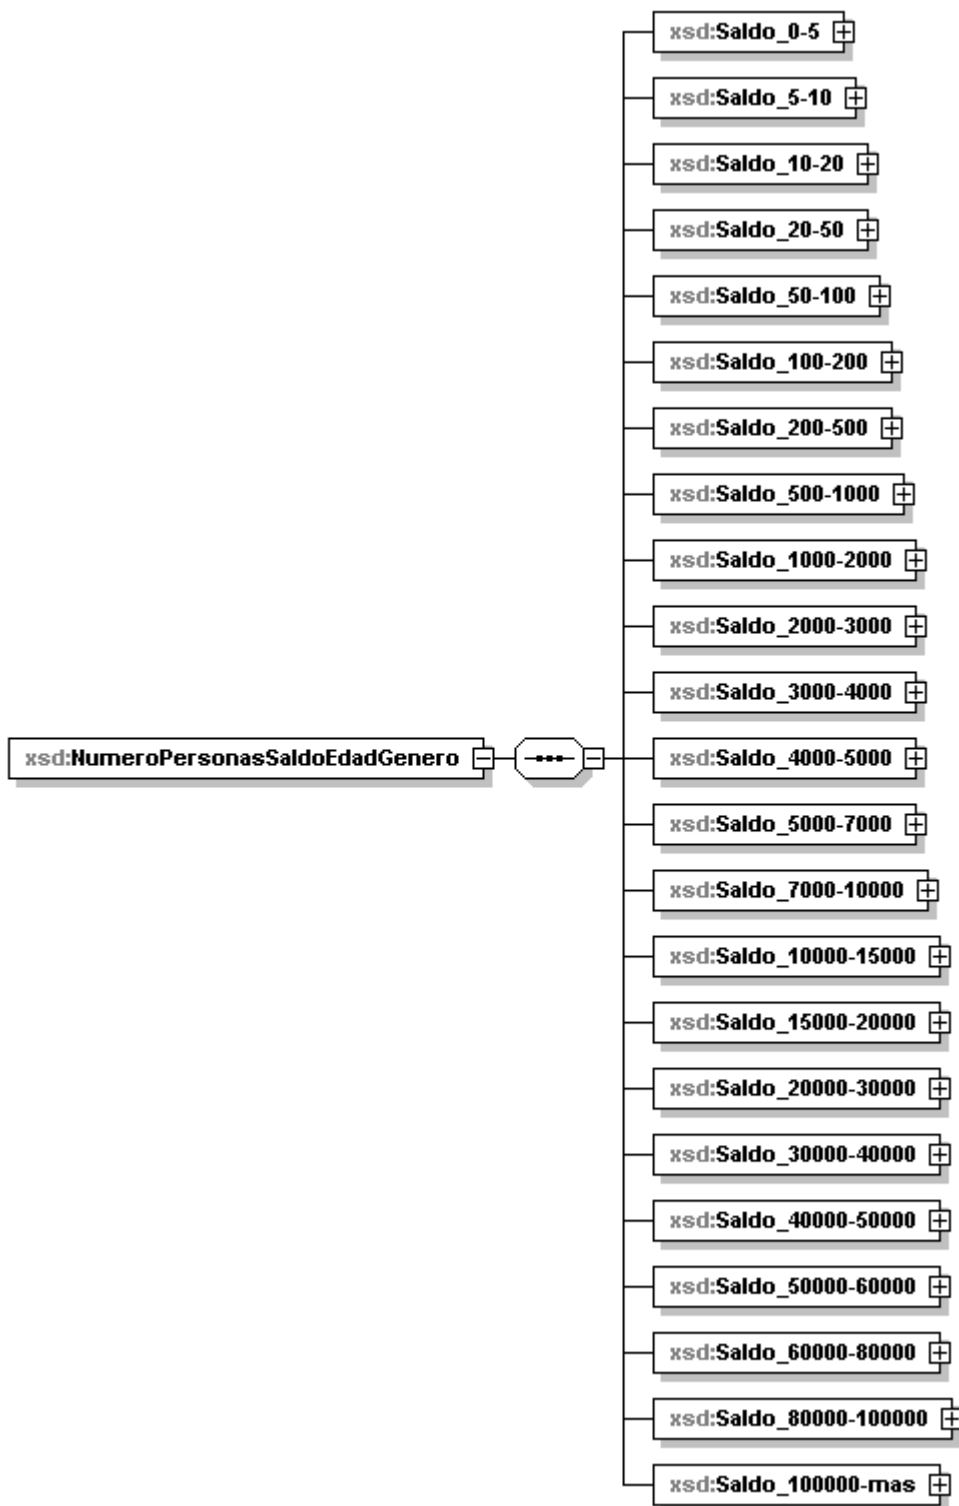 xsd:Saldo_0-5
xsd:Saldo_5-10
xsd:Saldo_10-20
xsd:Saldo_20-50
xsd:Saldo_50-100
xsd:Saldo_100-200
xsd:Saldo_200-500
xsd:Saldo_500-1000
xsd:Saldo_1000-2000
xsd:Saldo_2000-3000
xsd:Saldo_3000-4000
xsd:NumeroPersonasSaldoEdadGenero
xsd:Saldo_4000-5000
xsd:Saldo_5000-7000
xsd:Saldo_7000-10000
xsd:Saldo_10000-15000
xsd:Saldo_15000-20000
xsd:Saldo_20000-30000
xsd:Saldo_30000-40000
xsd:Saldo_40000-50000
xsd:Saldo_50000-60000
xsd:Saldo_60000-80000
xsd:Saldo_80000-100000
xsd:Saldo_100000-mas